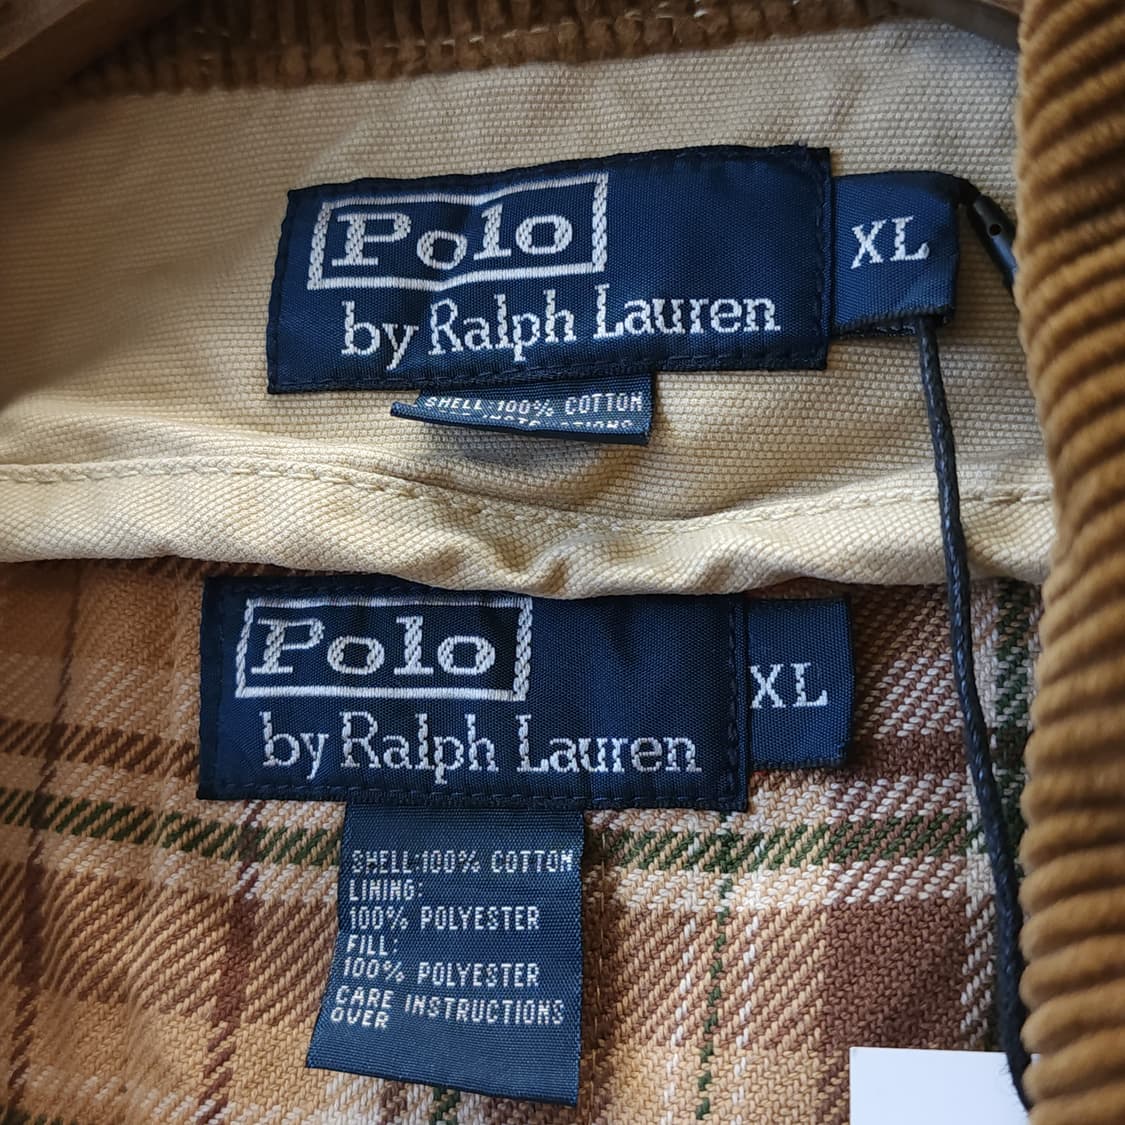 Polo
by Ralph Lauren
XL
SHELL:100% COTTON
Polo
by Ralph Lauren
XL
SHELL:100% COTTON
LINING:
100% POLYESTER
FILL:
100% POLYESTER
CARE INSTRUCTIONS
OVER